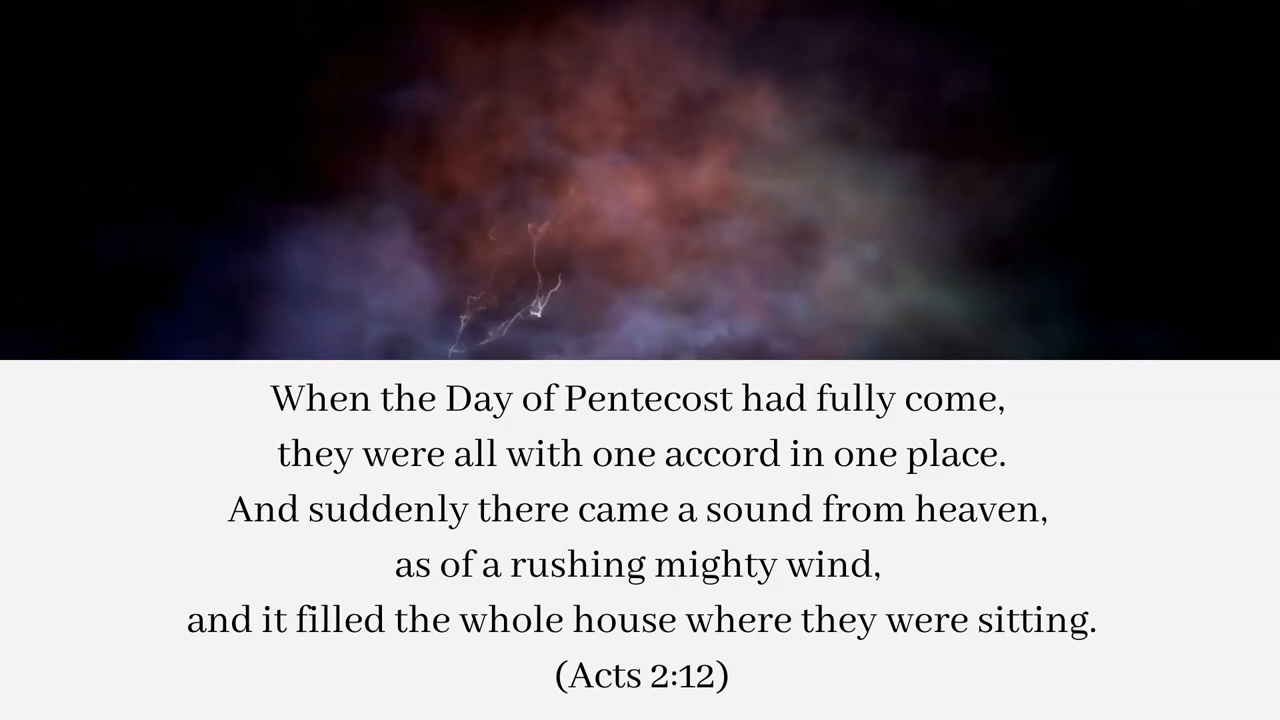 When the Day of Pentecost had fully come,
they were all with one accord in one place.
And suddenly there came a sound from heaven,
as of a rushing mighty wind,
and it filled the whole house where they were sitting.
(Acts 2:12)